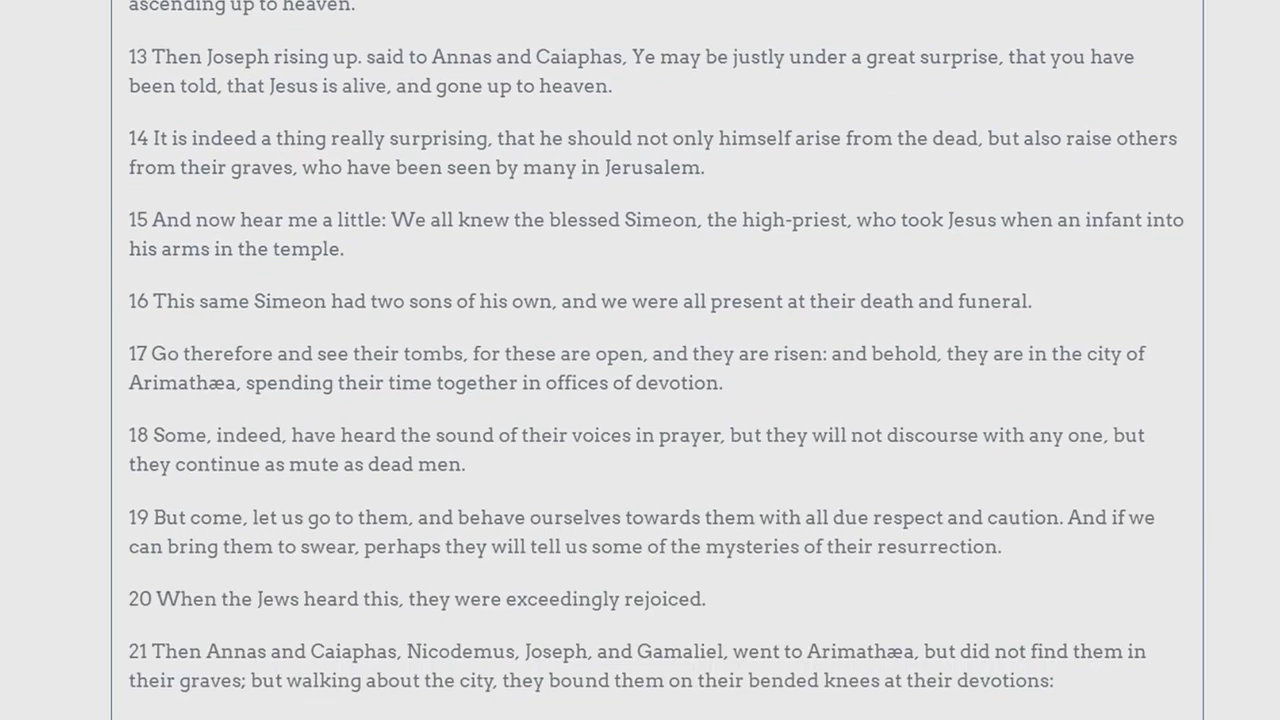 ascending up to heaven.
13 Then Joseph rising up. said to Annas and Caiaphas, Ye may be justly under a great surprise, that you have
been told, that Jesus is alive, and gone up to heaven.
14 It is indeed a thing really surprising, that he should not only himself arise from the dead, but also raise others
from their graves, who have been seen by many in Jerusalem.
15 And now hear me a little: We all knew the blessed Simeon, the high-priest, who took Jesus when an infant into
his arms in the temple.
16 This same Simeon had two sons of his own, and we were all present at their death and funeral.
17 Go therefore and see their tombs, for these are open, and they are risen: and behold, they are in the city of
Arimathæa, spending their time together in offices of devotion.
18 Some, indeed, have heard the sound of their voices in prayer, but they will not discourse with any one, but
they continue as mute as dead men.
19 But come, let us go to them, and behave ourselves towards them with all due respect and caution. And if we
can bring them to swear, perhaps they will tell us some of the mysteries of their resurrection.
20 When the Jews heard this, they were exceedingly rejoiced.
21 Then Annas and Caiaphas, Nicodemus, Joseph, and Gamaliel, went to Arimathæa, but did not find them in
their graves; but walking about the city, they bound them on their bended knees at their devotions: